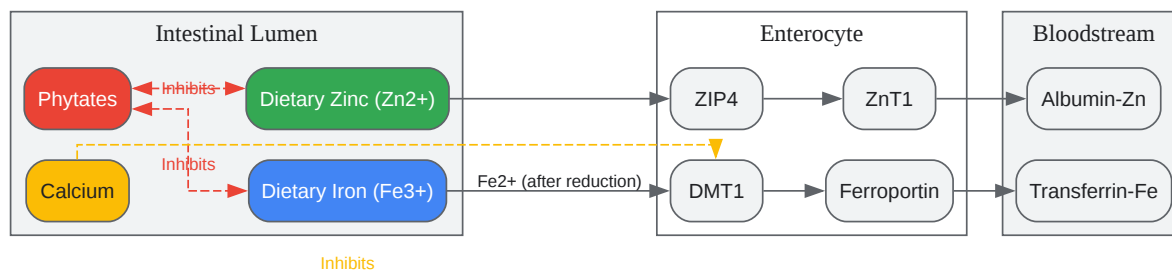 Intestinal Lumen
Enterocyte
Bloodstream
Phytates
Inhibits
Dietary Zinc (Zn2+)
ZIP4
ZnT1
Albumin-Zn
Inhibits
Calcium
Dietary Iron (Fe3+)
Fe2+ (after reduction)
DMT1
Ferroportin
Transferrin-Fe
Inhibits